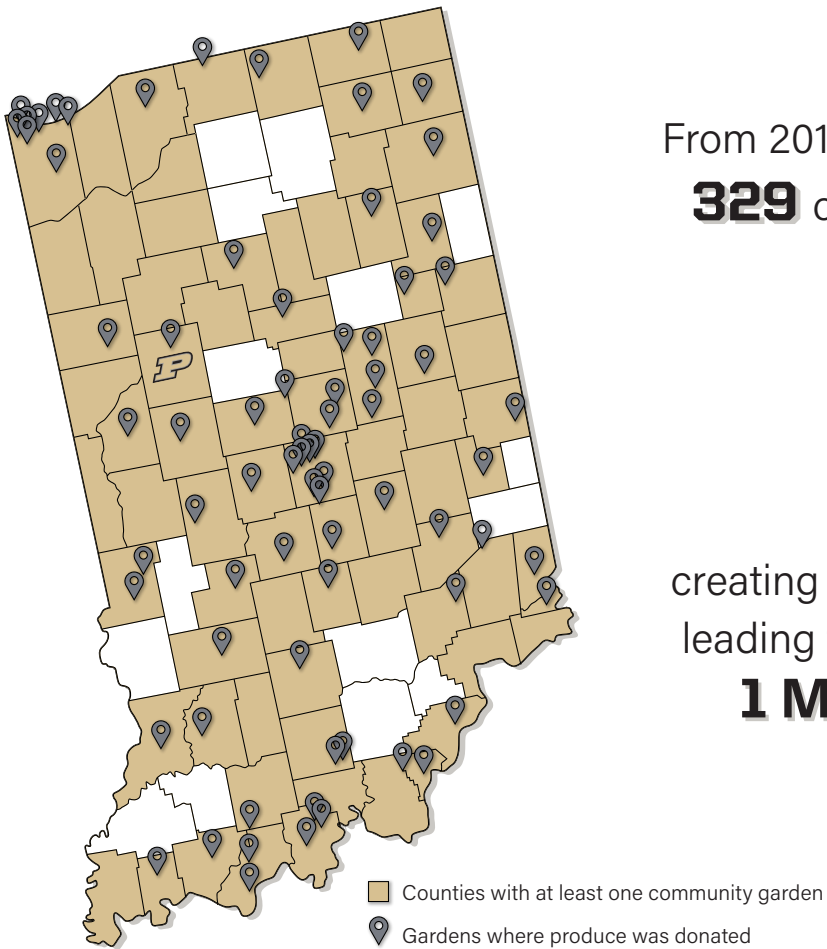 From 201
329
P
creating
leading
1 M
Counties with at least one community garden
Gardens where produce was donated